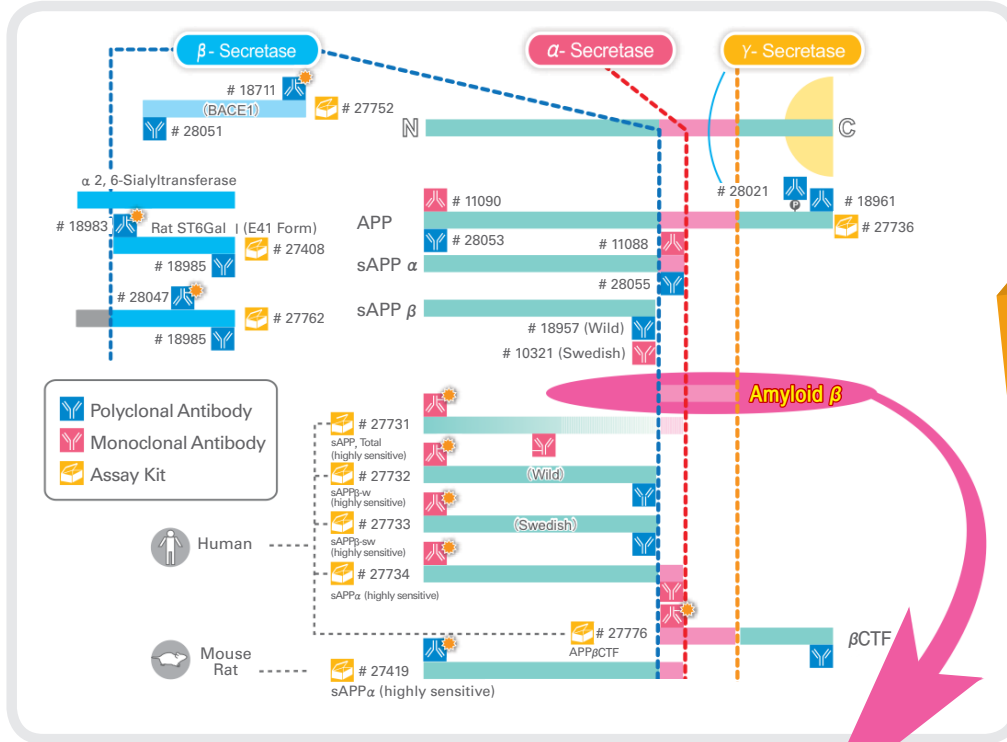 β- Secretase
α- Secretase
γ- Secretase
# 18711
(BACE1)
# 27752
# 28051
N
C
α 2, 6-Sialyltransferase
# 28021
P
# 18961
# 11090
# 18983
Rat ST6Gal I (E41 Form)
APP
# 27736
# 28053
# 11088
# 27408
# 18985
sAPP α
# 28055
# 28047
sAPP β
# 27762
# 18957 (Wild)
# 18985
# 10321 (Swedish)
Amyloid β
Polyclonal Antibody
Monoclonal Antibody
Assay Kit
# 27731
sAPP, Total
(highly sensitive)
# 27732
(Wild)
sAPPβ-w
(highly sensitive)
# 27733
(Swedish)
sAPPβ-sw
(highly sensitive)
Human
# 27734
sAPPα (highly sensitive)
# 27776
APPβCTF
βCTF
Mouse
Rat
# 27419
sAPPα (highly sensitive)